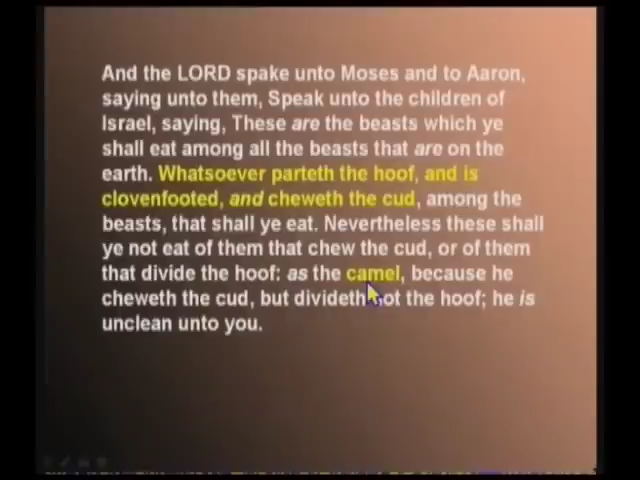 And the LORD spake unto Moses and to Aaron,
saying unto them, Speak unto the children of
Israel, saying, These are the beasts which ye
shall eat among all the beasts that are on the
earth. Whatsoever parteth the hoof, and is
clovenfooted, and cheweth the cud, among the
beasts, that shall ye eat. Nevertheless these shall
ye not eat of them that chew the cud, or of them
that divide the hoof: as the camel, because he
cheweth the cud, but divideth not the hoof; he is
unclean unto you.